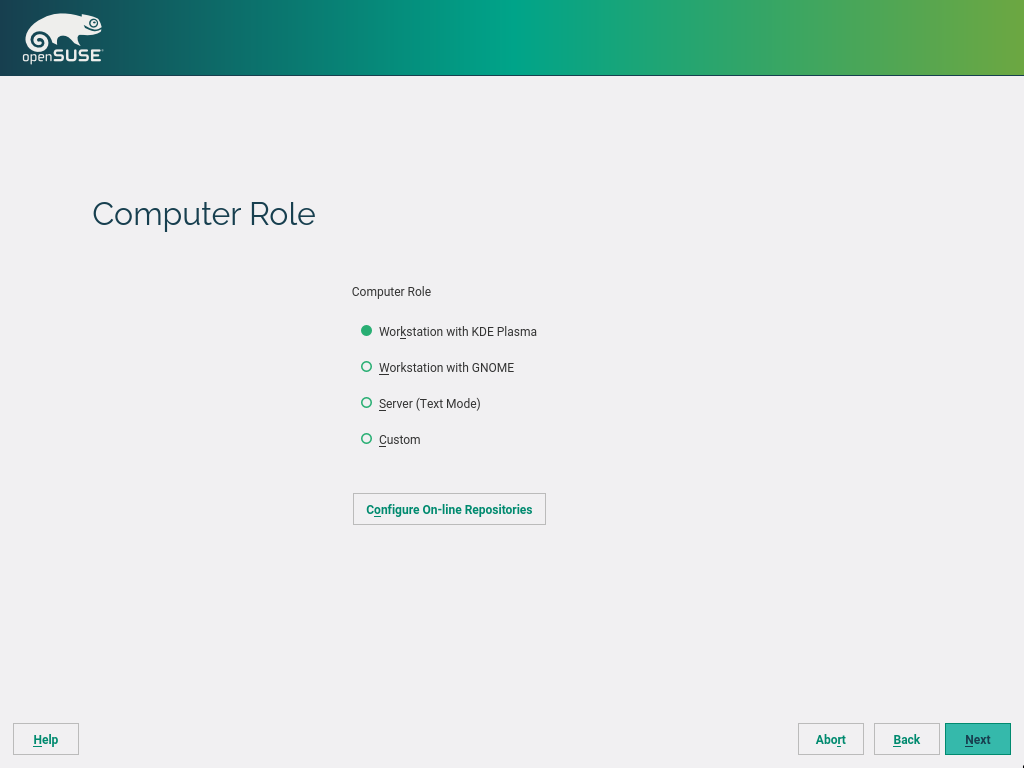 openSUSE
Computer Role
Computer Role
Workstation with KDE Plasma
Workstation with GNOME
Server (Text Mode)
Custom
Configure On-line Repositories
Help
Abort
Back
Next